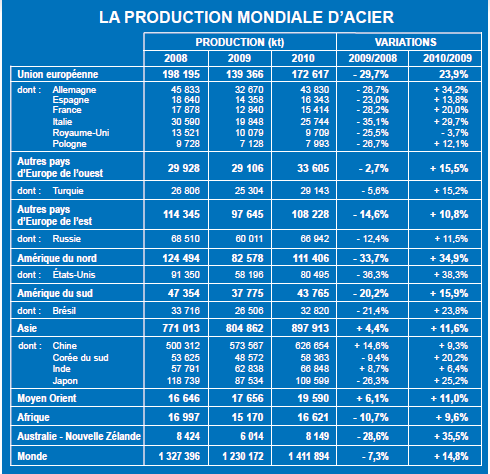 LA PRODUCTION MONDIALE D'ACIER
PRODUCTION (kt) VARIATIONS
2008 2009 2010 2009/2008 2010/2009
Union européenne 198 195 139 366 172 617 - 29,7% 23,9%
dont : Allemagne 45 833 32 670 43 830 - 28,7% + 34,2%
Espagne 18 640 14 358 16 343 - 23,0% + 13,8%
France 17 878 12 840 15 414 - 28,2% + 20,0%
Italie 30 590 19 848 25 744 - 35,1% + 29,7%
Royaume-Uni 13 521 10 079 9 709 - 25,5% - 3,7%
Pologne 9 728 7 128 7 993 - 26,7% + 12,1%
Autres pays
d'Europe de l'ouest 29 928 29 106 33 605 - 2,7% + 15,5%
dont : Turquie 26 806 25 304 29 143 - 5,6% + 15,2%
Autres pays
d'Europe de l'est 114 345 97 645 108 228 - 14,6% + 10,8%
dont : Russie 68 510 60 011 66 942 - 12,4% + 11,5%
Amérique du nord 124 494 82 578 111 406 - 33,7% + 34,9%
dont : États-Unis 91 350 58 196 80 495 - 36,3% + 38,3%
Amérique du sud 47 354 37 775 43 765 - 20,2% + 15,9%
dont : Brésil 33 716 26 506 32 820 - 21,4% + 23,8%
Asie 771 013 804 862 897 913 + 4,4% + 11,6%
dont : Chine 500 312 573 567 626 654 + 14,6% + 9,3%
Corée du sud 53 625 48 572 58 363 - 9,4% + 20,2%
Inde 57 791 62 838 66 848 + 8,7% + 6,4%
Japon 118 739 87 534 109 599 - 26,3% + 25,2%
Moyen Orient 16 646 17 656 19 590 + 6,1% + 11,0%
Afrique 16 997 15 170 16 621 - 10,7% + 9,6%
Australie - Nouvelle Zélande 8 424 6 014 8 149 - 28,6% + 35,5%
Monde 1 327 396 1 230 172 1 411 894 - 7,3% + 14,8%